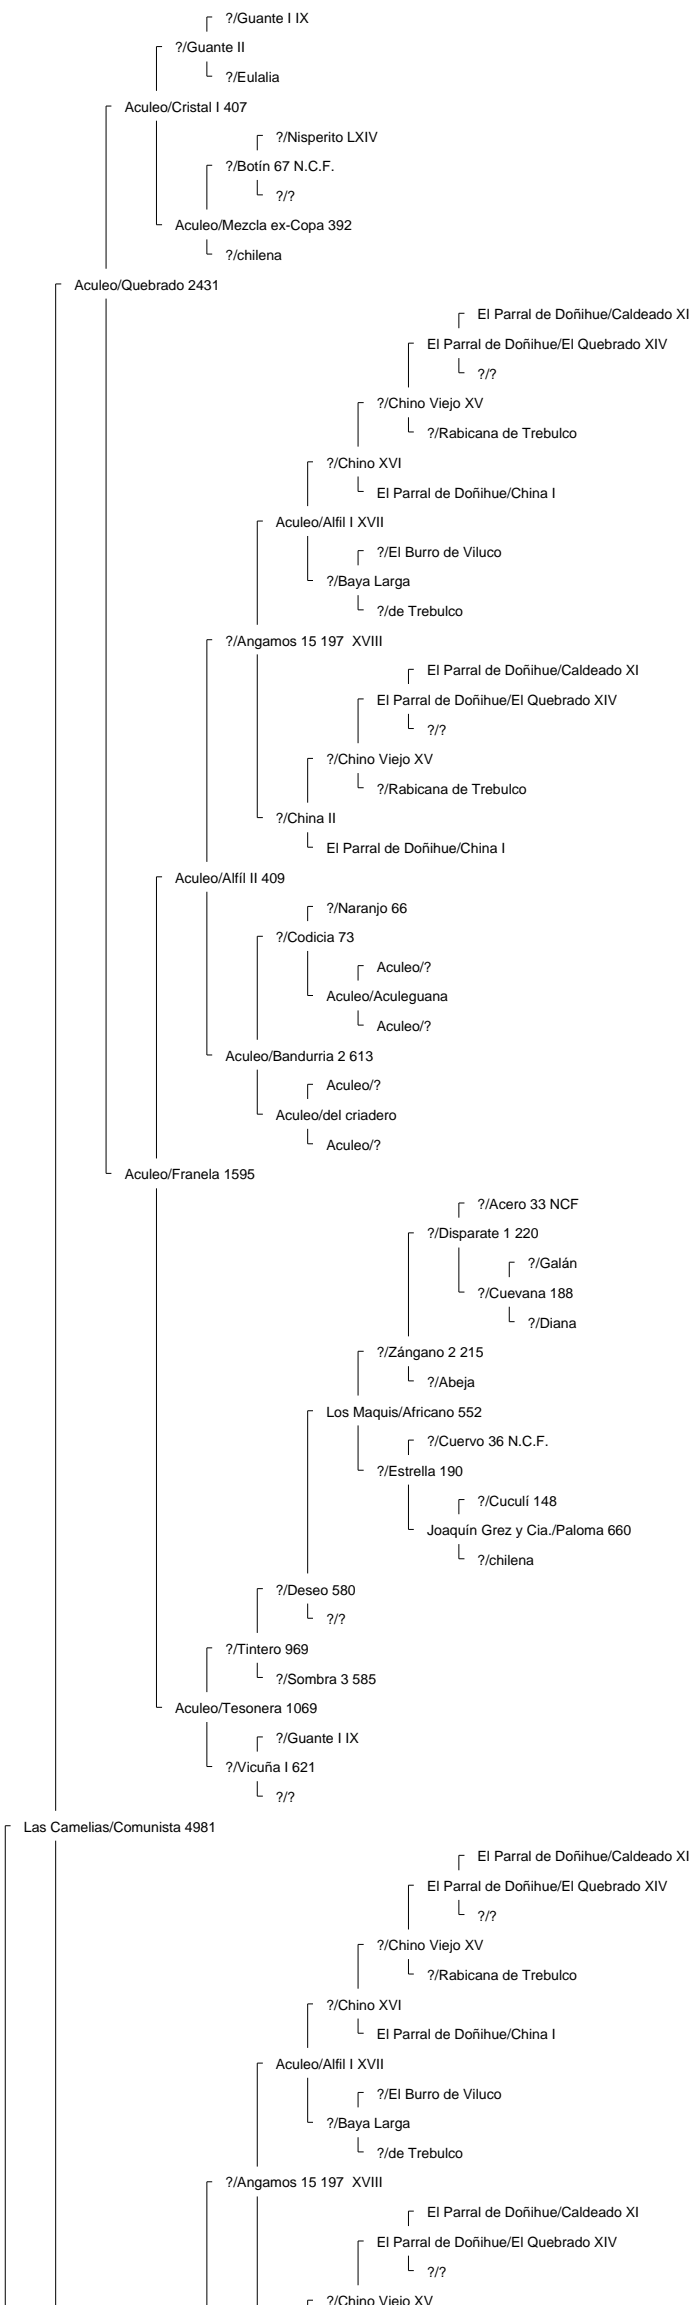 ?/Guante I IX
?/Guante II
?/Eulalia
Aculeo/Cristal I 407
?/Nisperito LXIV
?/Botín 67 N.C.F.
?/?
Aculeo/Mezcla ex-Copa 392
?/chilena
Aculeo/Quebrado 2431
El Parral de Doñihue/Caldeado XI
El Parral de Doñihue/El Quebrado XIV
?/?
?/Chino Viejo XV
?/Rabicana de Trebulco
?/Chino XVI
El Parral de Doñihue/China I
Aculeo/Alfil I XVII
?/El Burro de Viluco
?/Baya Larga
?/de Trebulco
?/Angamos 15 197  XVIII
El Parral de Doñihue/Caldeado XI
El Parral de Doñihue/El Quebrado XIV
?/?
?/Chino Viejo XV
?/Rabicana de Trebulco
?/China II
El Parral de Doñihue/China I
Aculeo/Alfíl II 409
?/Naranjo 66
?/Codicia 73
Aculeo/?
Aculeo/Aculeguana
Aculeo/?
Aculeo/Bandurria 2 613
Aculeo/?
Aculeo/del criadero
Aculeo/?
Aculeo/Franela 1595
?/Acero 33 NCF
?/Disparate 1 220
?/Galán
?/Cuevana 188
?/Diana
?/Zángano 2 215
?/Abeja
Los Maquis/Africano 552
?/Cuervo 36 N.C.F.
?/Estrella 190
?/Cuculí 148
Joaquín Grez y Cia./Paloma 660
?/chilena
?/Deseo 580
?/?
?/Tintero 969
?/Sombra 3 585
Aculeo/Tesonera 1069
?/Guante I IX
?/Vicuña I 621
?/?
Las Camelias/Comunista 4981
El Parral de Doñihue/Caldeado XI
El Parral de Doñihue/El Quebrado XIV
?/?
?/Chino Viejo XV
?/Rabicana de Trebulco
?/Chino XVI
El Parral de Doñihue/China I
Aculeo/Alfil I XVII
?/El Burro de Viluco
?/Baya Larga
?/de Trebulco
?/Angamos 15 197  XVIII
El Parral de Doñihue/Caldeado XI
El Parral de Doñihue/El Quebrado XIV
?/?
?/Chino Viejo XV